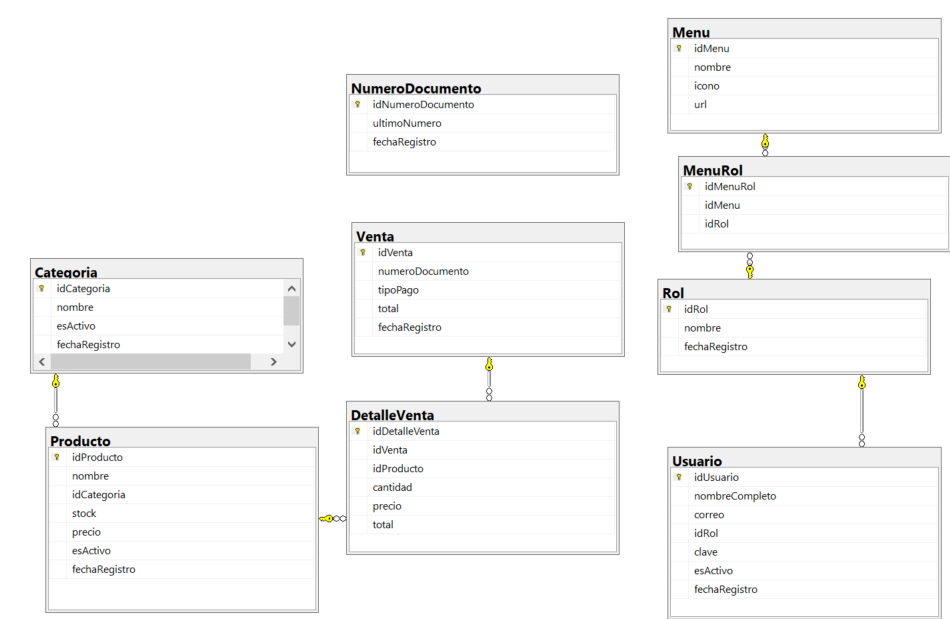 Menu
idMenu
nombre
icono
url
NumeroDocumento
idNumeroDocumento
ultimoNumero
fechaRegistro
MenuRol
idMenuRol
idMenu
idRol
Venta
idVenta
numeroDocumento
tipoPago
total
fechaRegistro
Categoria
idCategoria
nombre
esActivo
fechaRegistro
Rol
idRol
nombre
fechaRegistro
DetalleVenta
idDetalleVenta
idVenta
idProducto
cantidad
precio
total
Producto
idProducto
nombre
idCategoria
stock
precio
esActivo
fechaRegistro
Usuario
idUsuario
nombreCompleto
correo
idRol
clave
esActivo
fechaRegistro